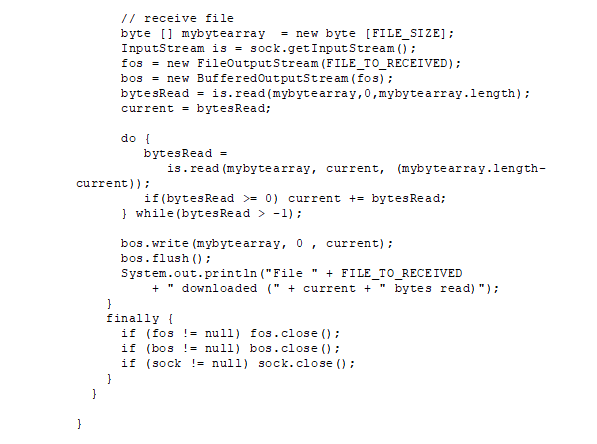 // receive file
byte [] mybytearray  = new byte [FILE_SIZE];
InputStream is = sock.getInputStream();
fos = new FileOutputStream(FILE_TO_RECEIVED);
bos = new BufferedOutputStream(fos);
bytesRead = is.read(mybytearray,0,mybytearray.length);
current = bytesRead;
do {
bytesRead =
is.read(mybytearray, current, (mybytearray.length-
current));
if(bytesRead >= 0) current += bytesRead;
} while(bytesRead > -1);
bos.write(mybytearray, 0 , current);
bos.flush();
System.out.println("File " + FILE_TO_RECEIVED
+ " downloaded (" + current + " bytes read)");
}
finally {
if (fos != null) fos.close();
if (bos != null) bos.close();
if (sock != null) sock.close();
}
}
}